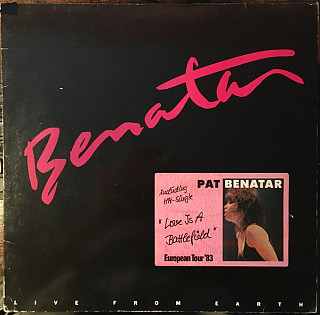 Benatar
PAT BENATAR
including
Hit-Single
"Love Is A
Battlefield"
European Tour '83
LIVE FROM EARTH